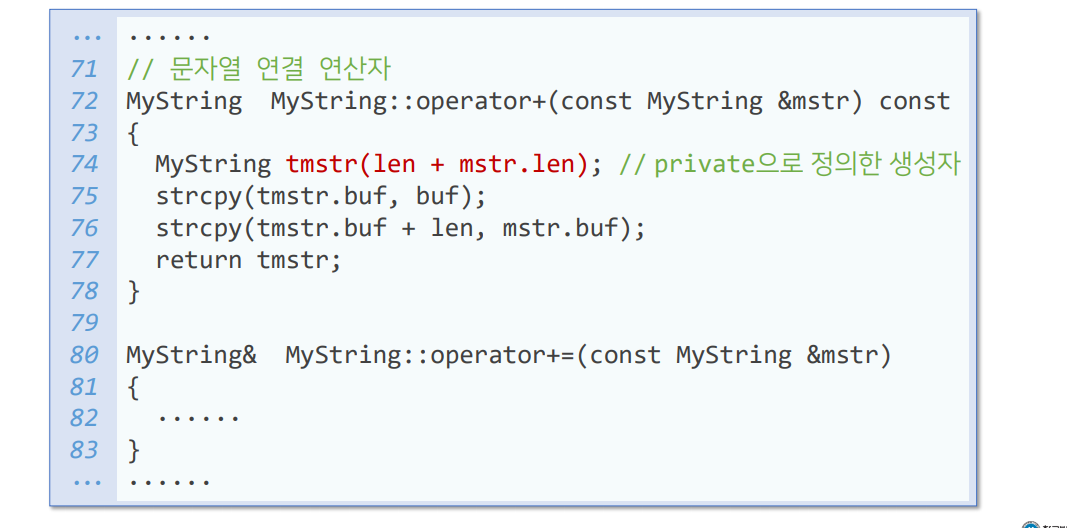 ... ······
71 // 문자열 연결 연산자
72 MyString MyString::operator+(const MyString &mstr) const
73 {
74 MyString tmstr(len + mstr.len); // private으로 정의한 생성자
75 strcpy(tmstr.buf, buf);
76 strcpy(tmstr.buf + len, mstr.buf);
77 return tmstr;
78 }
79
80 MyString& MyString::operator+=(const MyString &mstr)
81 {
82 ······
83 }
... ······